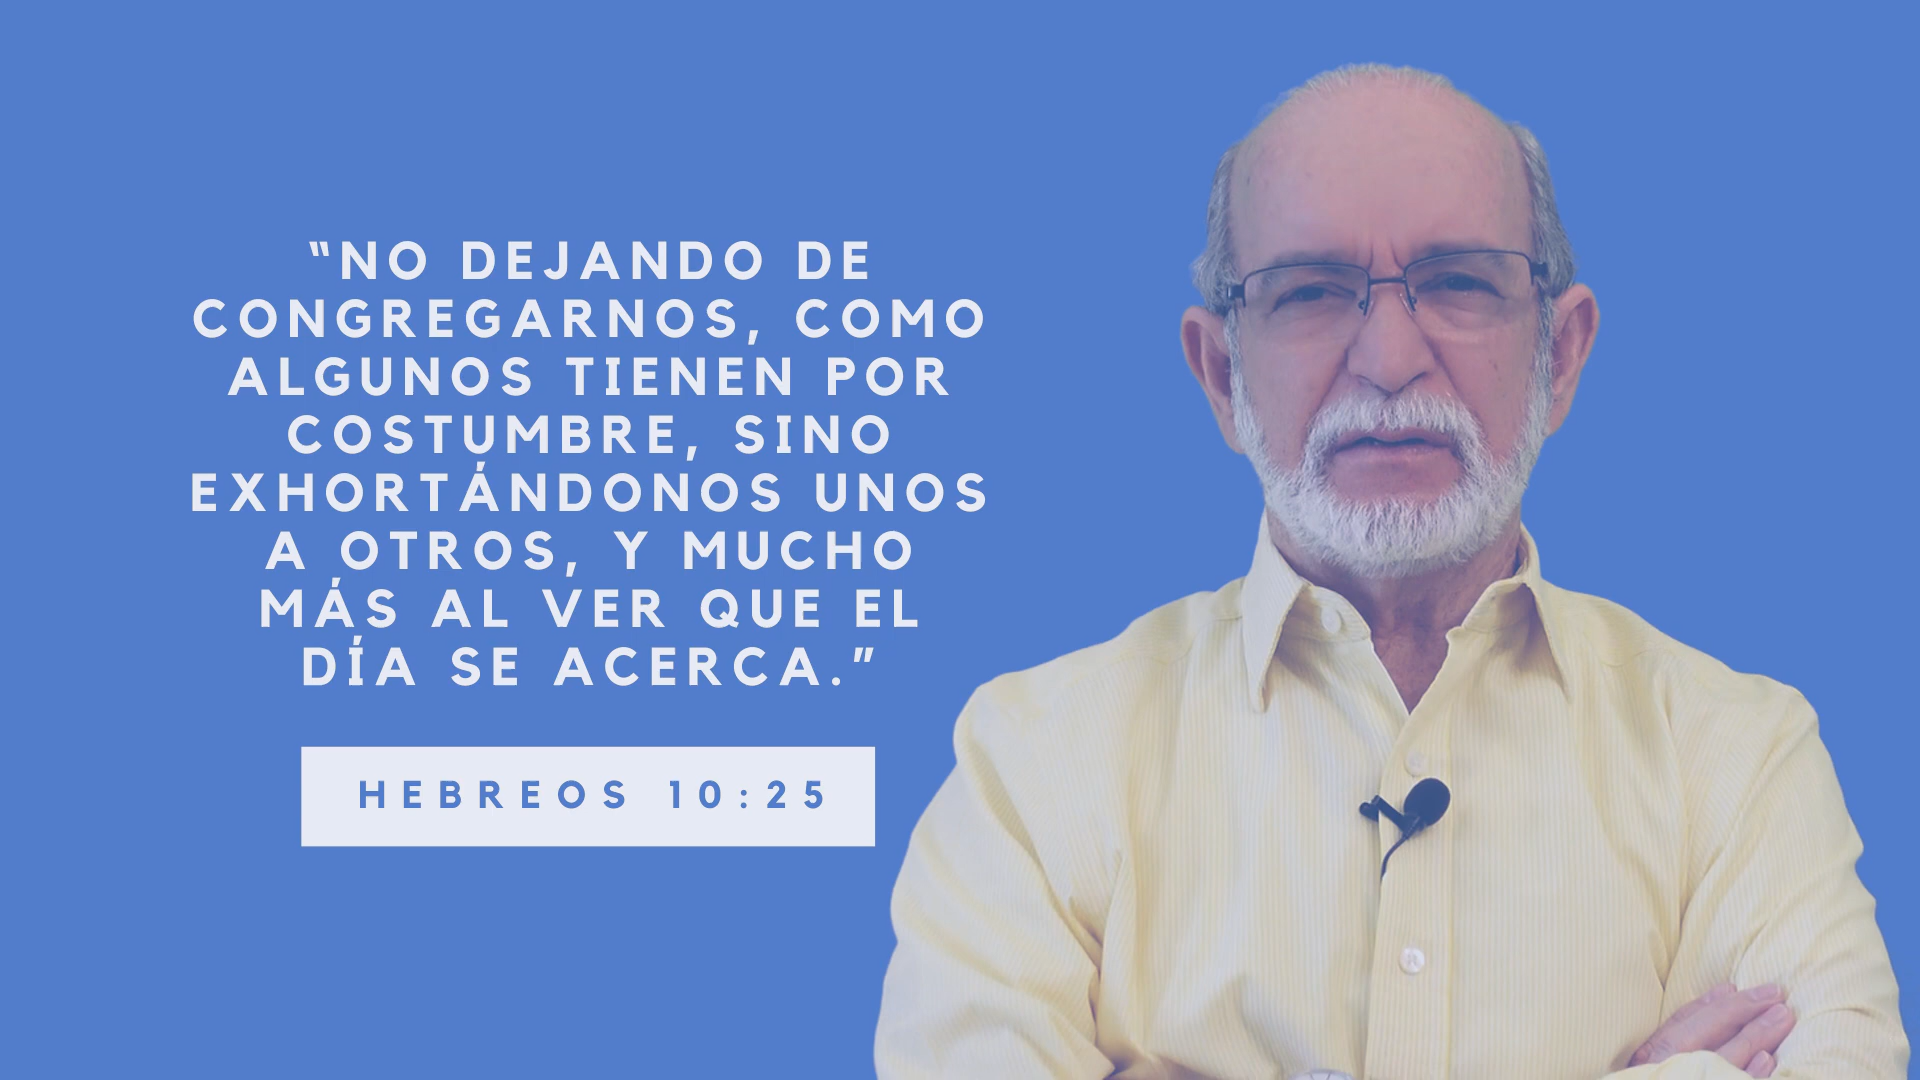 “NO DEJANDO DE
CONGREGARNOS, COMO
ALGUNOS TIENEN POR
COSTUMBRE, SINO
EXHORTÁNDONOS UNOS
A OTROS, Y MUCHO
MÁS AL VER QUE EL
DÍA SE ACERCA.”
HEBREOS 10:25